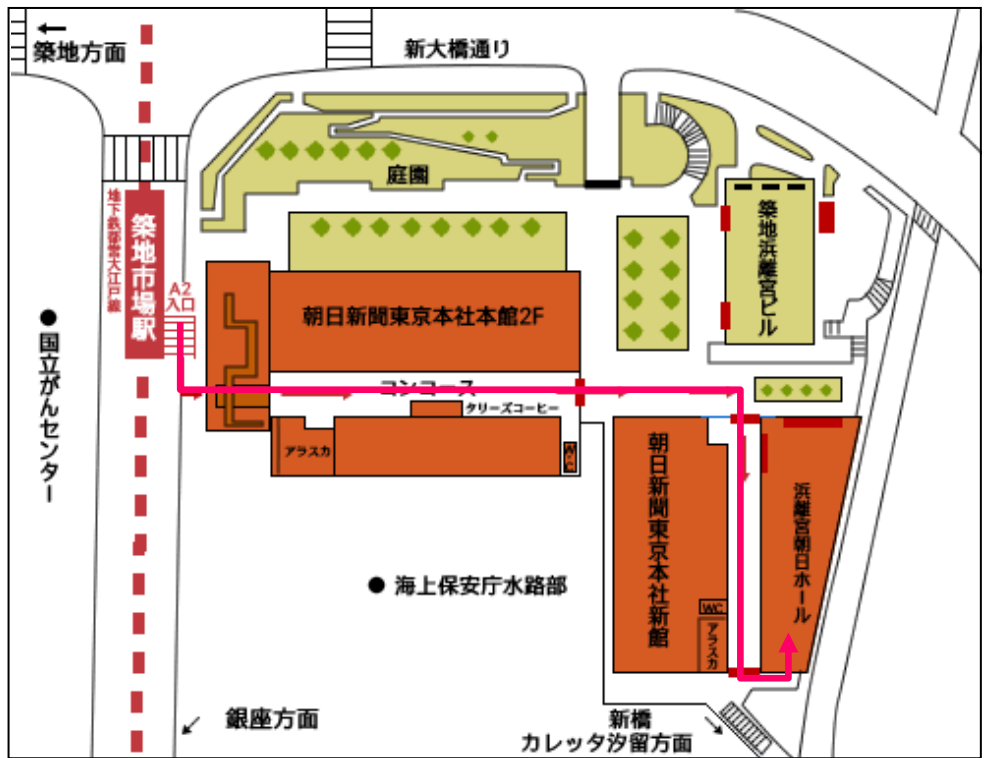 築地方面
新大橋通り
庭園
地下鉄都営大江戸線
築地市場駅
A2
入口
築地浜離宮ビル
朝日新聞東京本社本館2F
コンコース
タリーズコーヒー
アラスカ
WC
● 国立がんセンター
朝日新聞東京本社新館
浜離宮朝日ホール
● 海上保安庁水路部
WC
アラスカ
銀座方面
新橋
カレッタ汐留方面